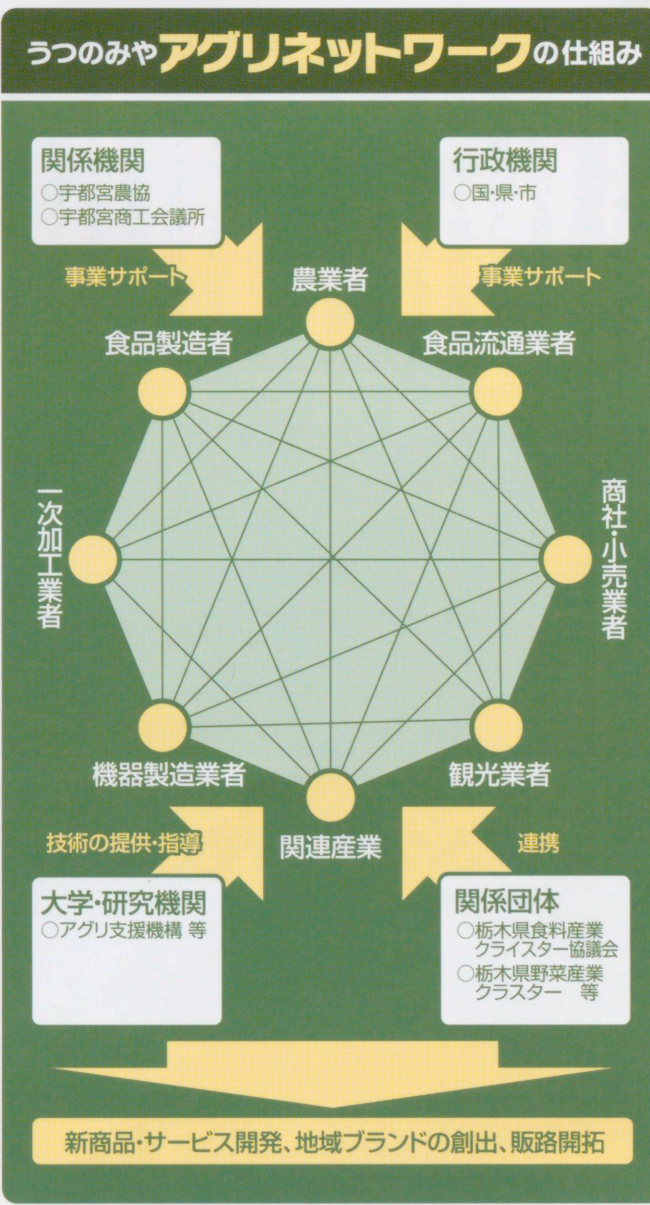 うつのみやアグリネットワークの仕組み
関係機関
○宇都宮農協
○宇都宮商工会議所
行政機関
○国・県・市
事業サポート
事業サポート
農業者
食品製造者
食品流通業者
一次加工業者
商社・小売業者
機器製造業者
観光業者
関連産業
技術の提供・指導
連携
大学・研究機関
○アグリ支援機構 等
関係団体
○栃木県食料産業
クライスター協議会
○栃木県野菜産業
クラスター　等
新商品・サービス開発、地域ブランドの創出、販路開拓